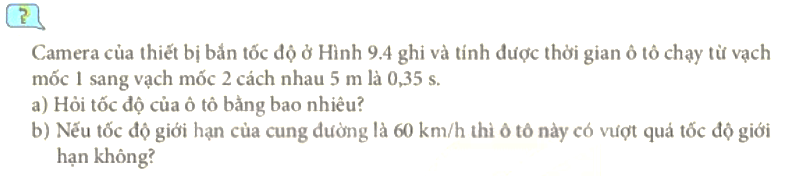 ?
Camera của thiết bị bắn tốc độ ở Hình 9.4 ghi và tính được thời gian ô tô chạy từ vạch
mốc 1 sang vạch mốc 2 cách nhau 5 m là 0,35 s.
a) Hỏi tốc độ của ô tô bằng bao nhiêu?
b) Nếu tốc độ giới hạn của cung đường là 60 km/h thì ô tô này có vượt quá tốc độ giới
hạn không?